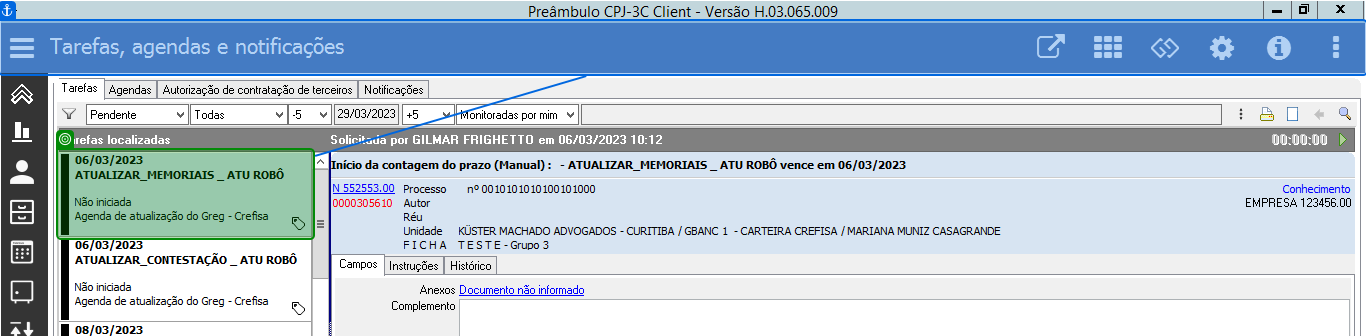 Preâmbulo CPJ-3C Client - Versão H.03.065.009
Tarefas, agendas e notificações
Tarefas Agendas Autorização de contratação de terceiros Notificações
Pendente Todas -5 29/03/2023 +5 Monitoradas por mim
arefas localizadas
Solicitada por GILMAR FRIGHETTO em 06/03/2023 10:12 00:00:00
06/03/2023
ATUALIZAR_MEMORIAIS _ ATU ROBÔ
Não iniciada
Agenda de atualização do Greg - Crefisa
06/03/2023
ATUALIZAR_CONTESTAÇÃO _ ATU ROBÔ
Não iniciada
Agenda de atualização do Greg - Crefisa
08/03/2023
Início da contagem do prazo (Manual) : - ATUALIZAR_MEMORIAIS _ ATU ROBÔ vence em 06/03/2023
N 552553.00 Processo nº 0010101010100101000 Conhecimento
0000305610 Autor EMPRESA 123456.00
Réu
Unidade KÜSTER MACHADO ADVOGADOS - CURITIBA / GBANC 1 - CARTEIRA CREFISA / MARIANA MUNIZ CASAGRANDE
F I C H A T E S T E - Grupo 3
Campos Instruções Histórico
Anexos Documento não informado
Complemento